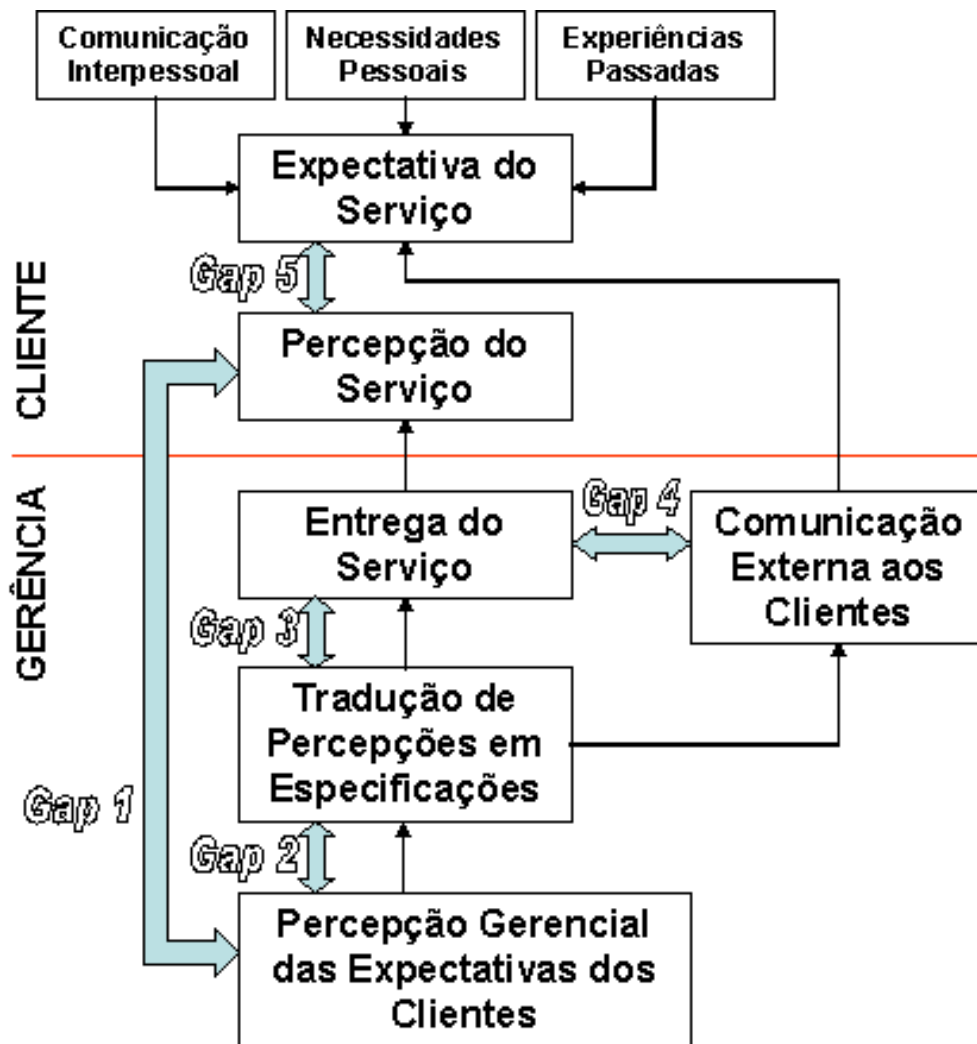 Comunicação
Interpessoal
Necessidades
Pessoais
Experiências
Passadas
Expectativa do
Serviço
Gap 5
CLIENTE
Percepção do
Serviço
GERÊNCIA
Entrega do
Serviço
Gap 4
Comunicação
Externa aos
Clientes
Gap 3
Tradução de
Percepções em
Especificações
Gap 1
Gap 2
Percepção Gerencial
das Expectativas dos
Clientes